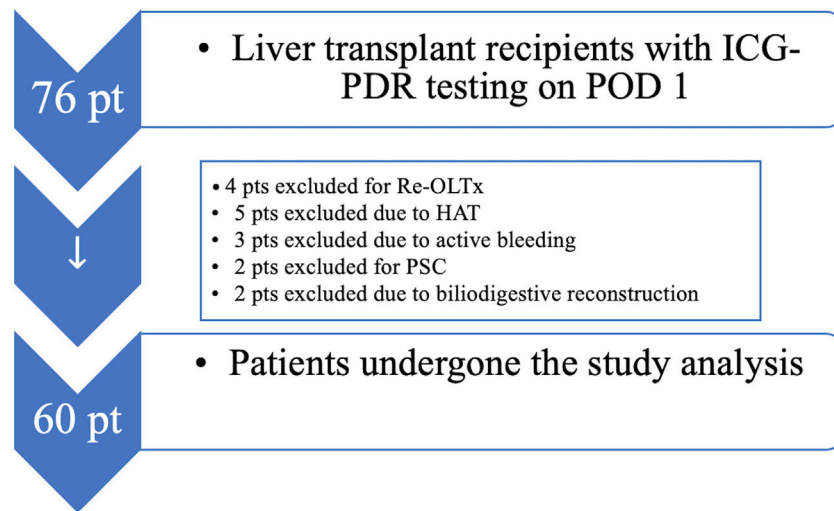 76 pt
• Liver transplant recipients with ICG-
PDR testing on POD 1
↓
• 4 pts excluded for Re-OLTx
• 5 pts excluded due to HAT
• 3 pts excluded due to active bleeding
• 2 pts excluded for PSC
• 2 pts excluded due to biliodigestive reconstruction
60 pt
• Patients undergone the study analysis